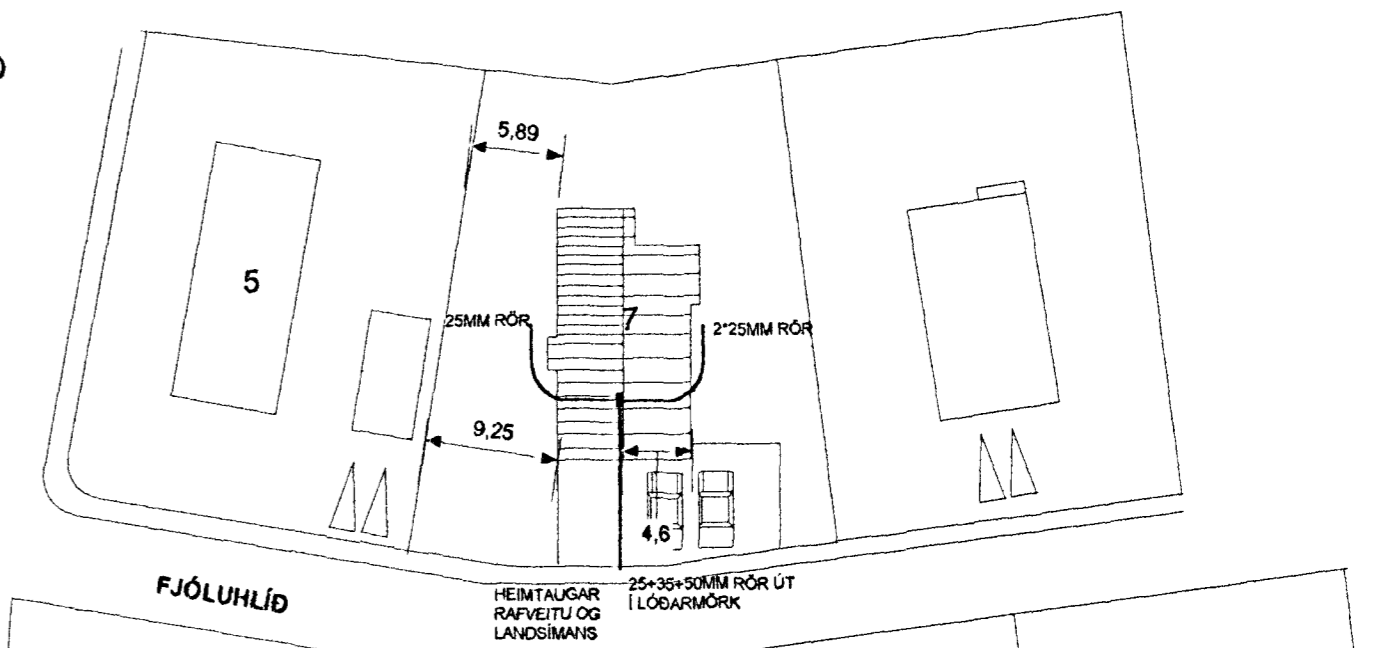 5,89
5
7
25MM RÖR
2*25MM RÖR
9,25
4,6
FJÓLUHLÍÐ
HEIMTAUGAR
RAFVEITU OG
LANDSÍMANS
25+35+50MM RÖR ÚT
Í LÓÐARMÖRK